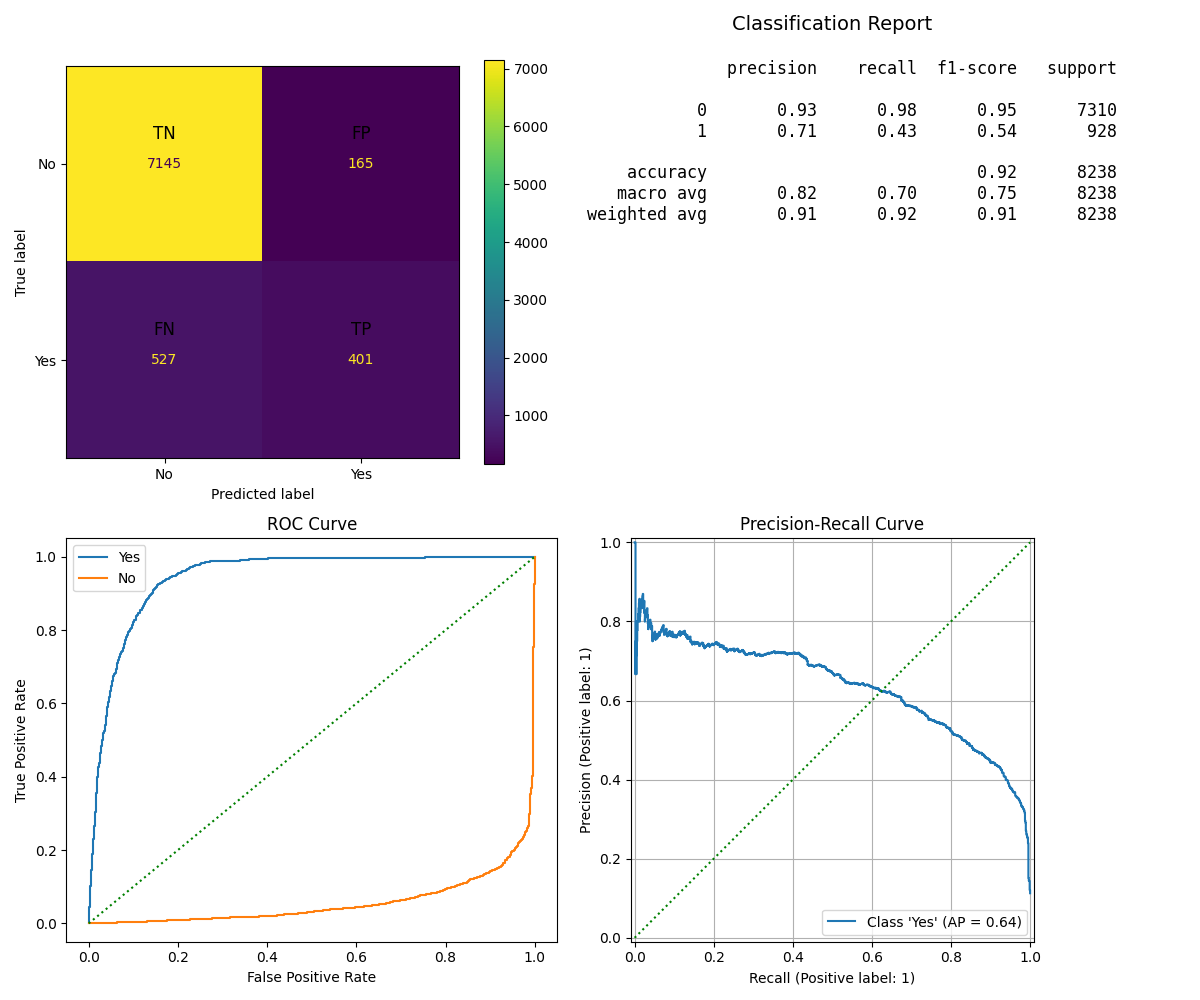 Classification Report
precision recall f1-score support
0 0.93 0.98 0.95 7310
1 0.71 0.43 0.54 928
accuracy 0.92 8238
macro avg 0.82 0.70 0.75 8238
weighted avg 0.91 0.92 0.91 8238
TN
7145
FP
165
FN
527
TP
401
No
Yes
True label
No
Yes
Predicted label
7000
6000
5000
4000
3000
2000
1000
ROC Curve
Yes
No
1.0
0.8
0.6
0.4
0.2
0.0
True Positive Rate
0.0 0.2 0.4 0.6 0.8 1.0
False Positive Rate
Precision-Recall Curve
1.0
0.8
0.6
0.4
0.2
0.0
Precision (Positive label: 1)
Class 'Yes' (AP = 0.64)
0.0 0.2 0.4 0.6 0.8 1.0
Recall (Positive label: 1)